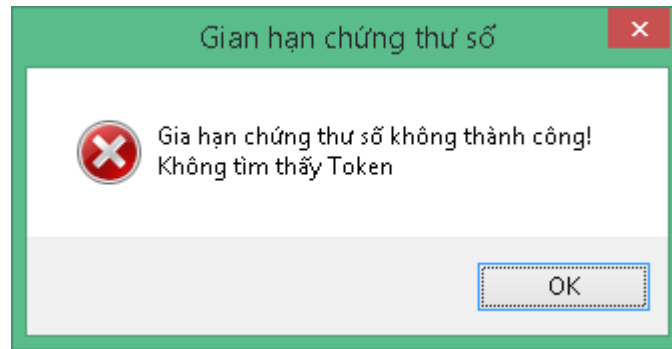 Gian hạn chứng thư số
Gia hạn chứng thư số không thành công!
Không tìm thấy Token
OK